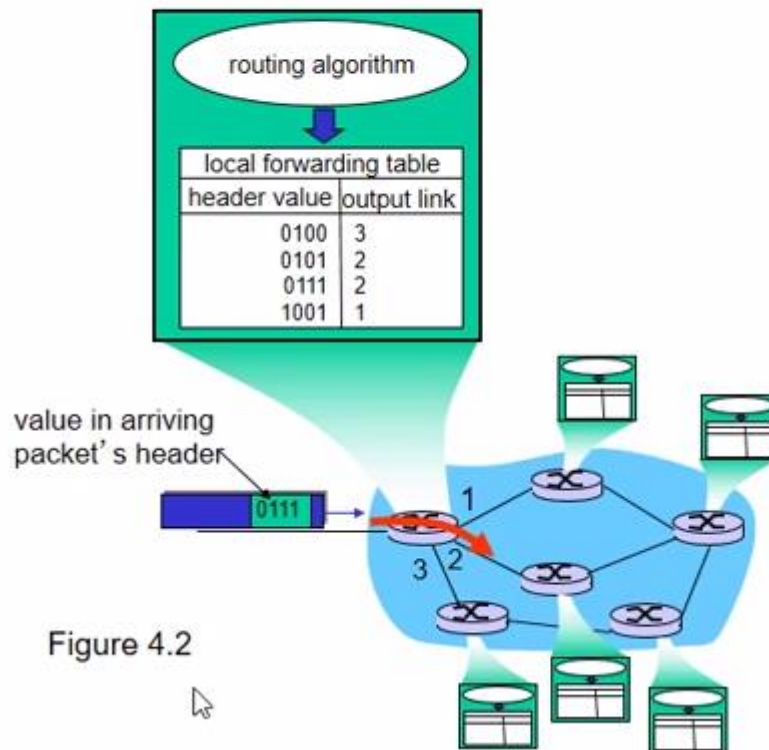 routing algorithm
local forwarding table
header value output link
0100 3
0101 2
0111 2
1001 1
value in arriving
packet's header
0111
1
2
3
Figure 4.2